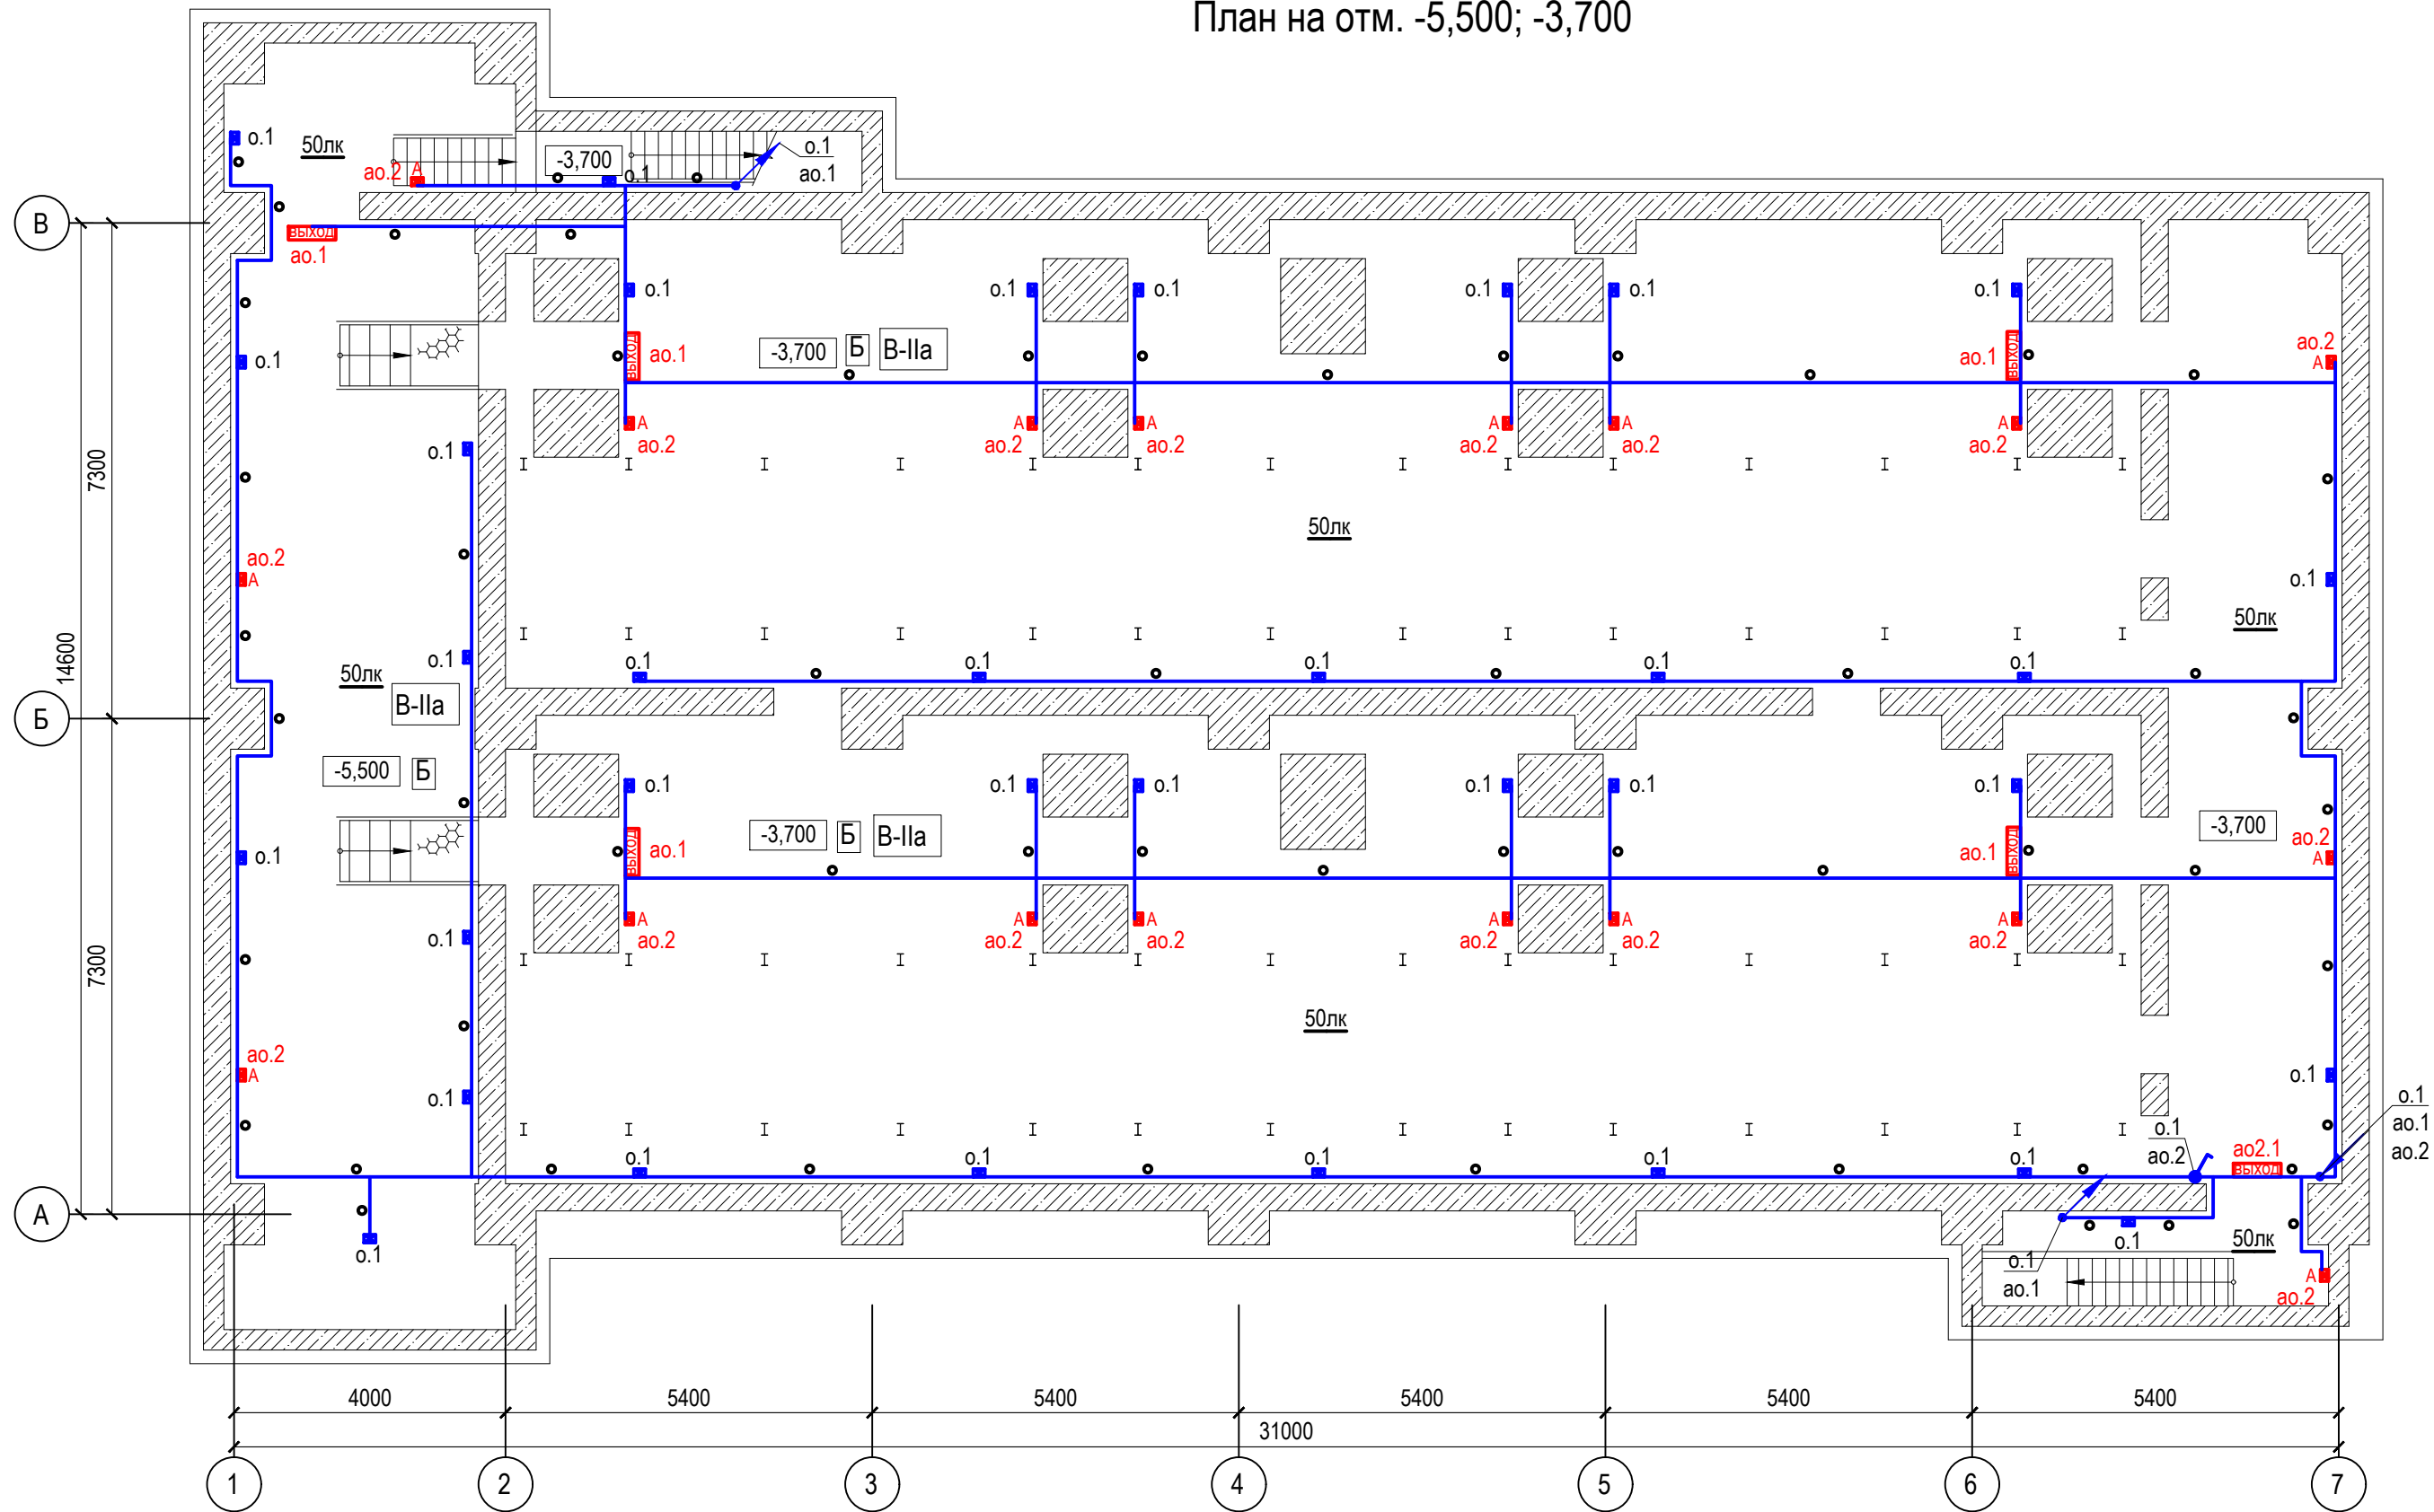 План на отм. -5,500; -3,700
о.1
50лк
ао.2
А
-3,700
о.1
о.1
ао.1
В
ВЫХОД
ао.1
о.1
о.1
о.1
о.1
о.1
о.1
о.1
ВЫХОД
ао.1
-3,700
Б
В-IIа
ао.1
ВЫХОД
ао.2
А
А
ао.2
А
ао.2
А
ао.2
А
ао.2
А
ао.2
А
ао.2
о.1
7300
50лк
ао.2
А
о.1
50лк
14600
о.1
50лк
о.1
о.1
о.1
о.1
о.1
В-IIа
Б
-5,500
Б
о.1
о.1
о.1
о.1
о.1
о.1
-3,700
Б
В-IIа
ВЫХОД
ао.1
ао.1
ВЫХОД
-3,700
ао.2
А
о.1
А
ао.2
А
ао.2
А
ао.2
А
ао.2
А
ао.2
А
ао.2
о.1
7300
50лк
ао.2
А
о.1
о.1
о.1
ао.1
ао.2
о.1
о.1
о.1
о.1
о.1
о.1
ао.2
ао2.1
ВЫХОД
А
о.1
о.1
50лк
о.1
ао.1
А
ао.2
4000
5400
5400
5400
5400
5400
31000
1
2
3
4
5
6
7